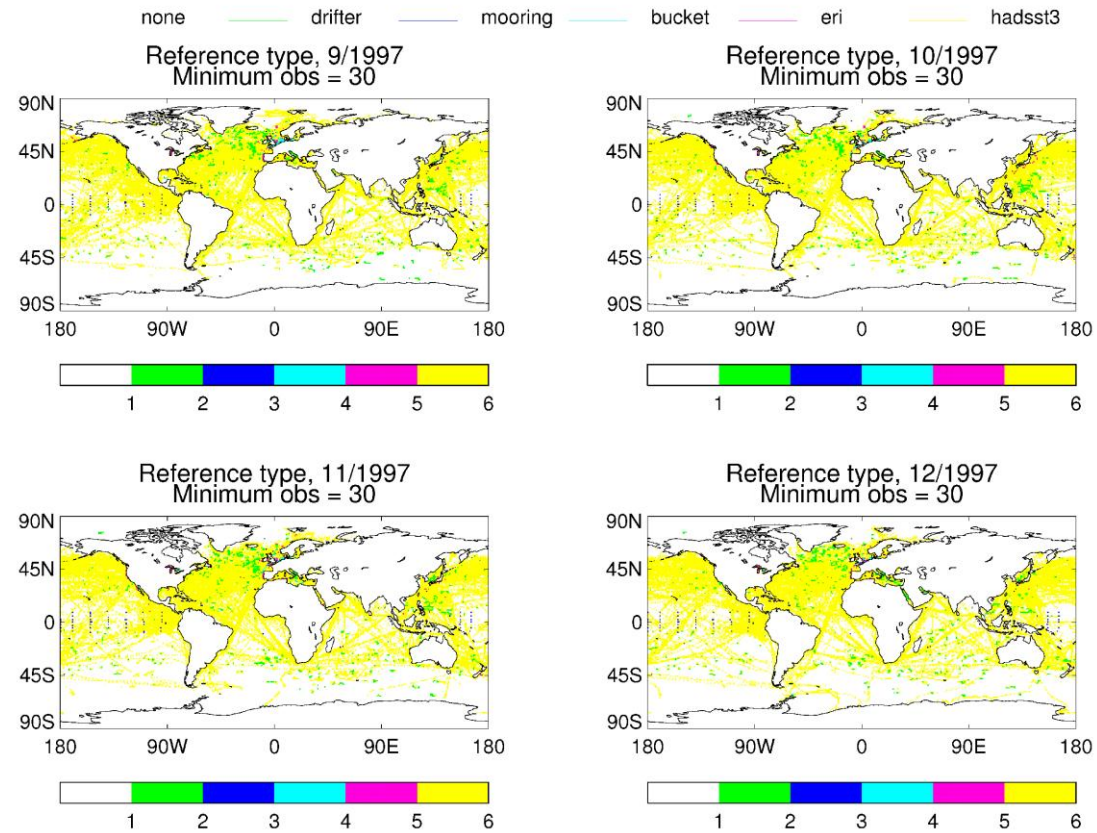 none drifter mooring bucket eri hadsst3
Reference type, 9/1997
Minimum obs = 30
90N
45N
0
45S
90S
180 90W 0 90E 180
1 2 3 4 5 6
Reference type, 10/1997
Minimum obs = 30
90N
45N
0
45S
90S
180 90W 0 90E 180
1 2 3 4 5 6
Reference type, 11/1997
Minimum obs = 30
90N
45N
0
45S
90S
180 90W 0 90E 180
1 2 3 4 5 6
Reference type, 12/1997
Minimum obs = 30
90N
45N
0
45S
90S
180 90W 0 90E 180
1 2 3 4 5 6